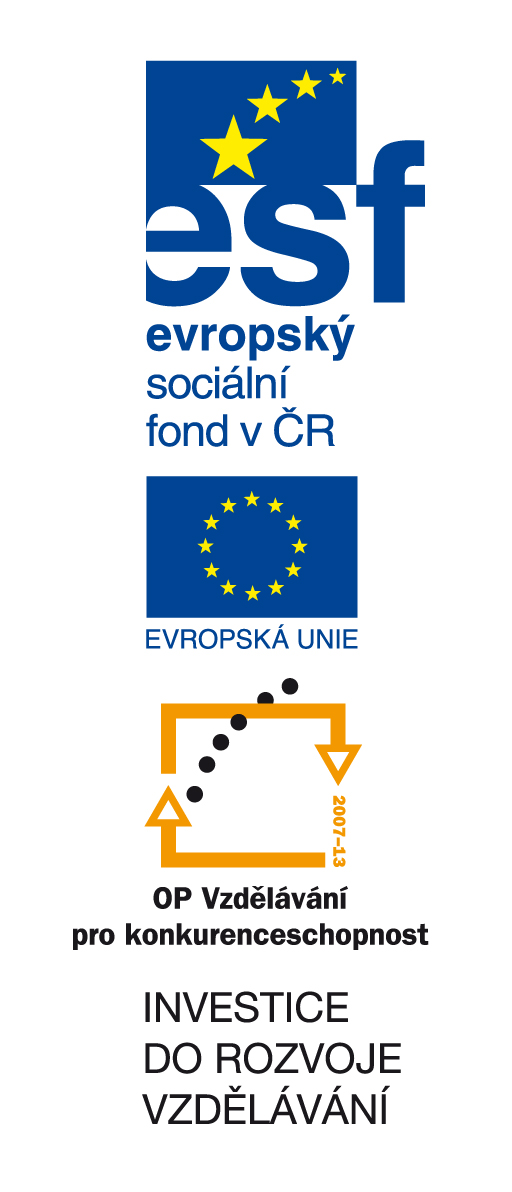 esf
evropský
sociální
fond v ČR
EVROPSKÁ UNIE
2007-13
OP Vzdělávání
pro konkurenceschopnost
INVESTICE
DO ROZVOJE
VZDĚLÁVÁNÍ